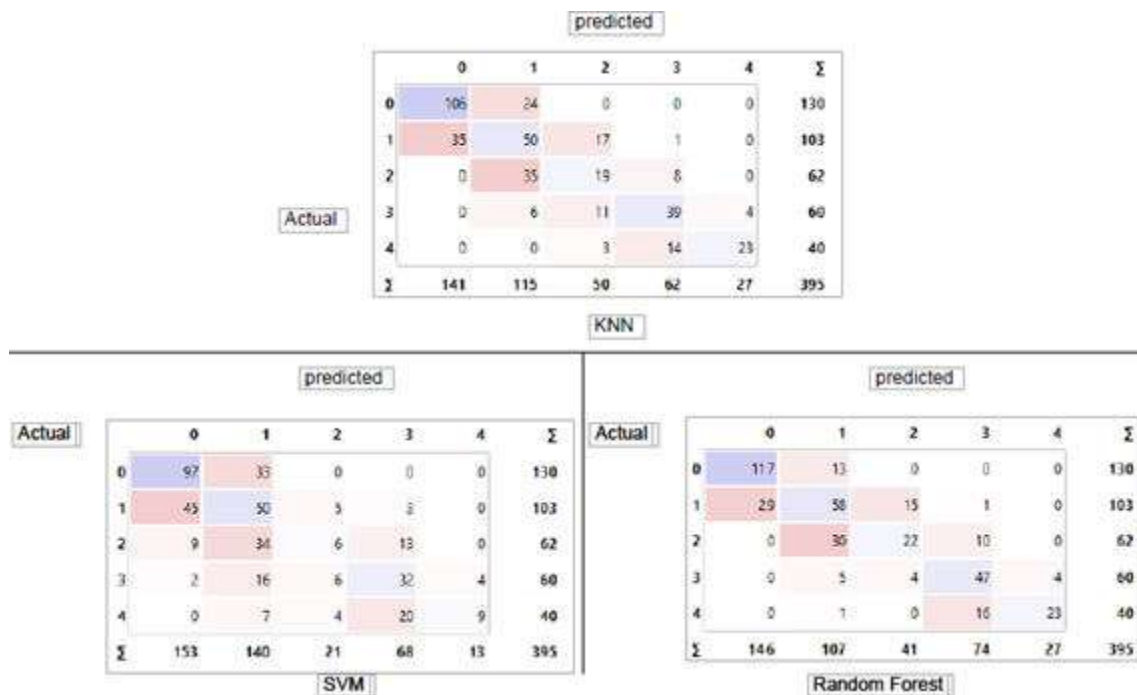 predicted
0 1 2 3 4 Σ
0 106 24 0 0 0 130
1 35 50 17 1 0 103
2 0 35 19 8 0 62
Actual
3 0 6 11 39 4 60
4 0 0 3 14 23 40
Σ 141 115 50 62 27 395
KNN
predicted
Actual
0 1 2 3 4 Σ
0 97 33 0 0 0 130
1 45 50 5 3 0 103
2 9 34 6 13 0 62
3 2 16 6 32 4 60
4 0 7 4 20 9 40
Σ 153 140 21 68 13 395
SVM
predicted
Actual
0 1 2 3 4 Σ
0 117 13 0 0 0 130
1 29 58 15 1 0 103
2 0 30 22 10 0 62
3 0 5 4 47 4 60
4 0 1 0 16 23 40
Σ 146 107 41 74 27 395
Random Forest